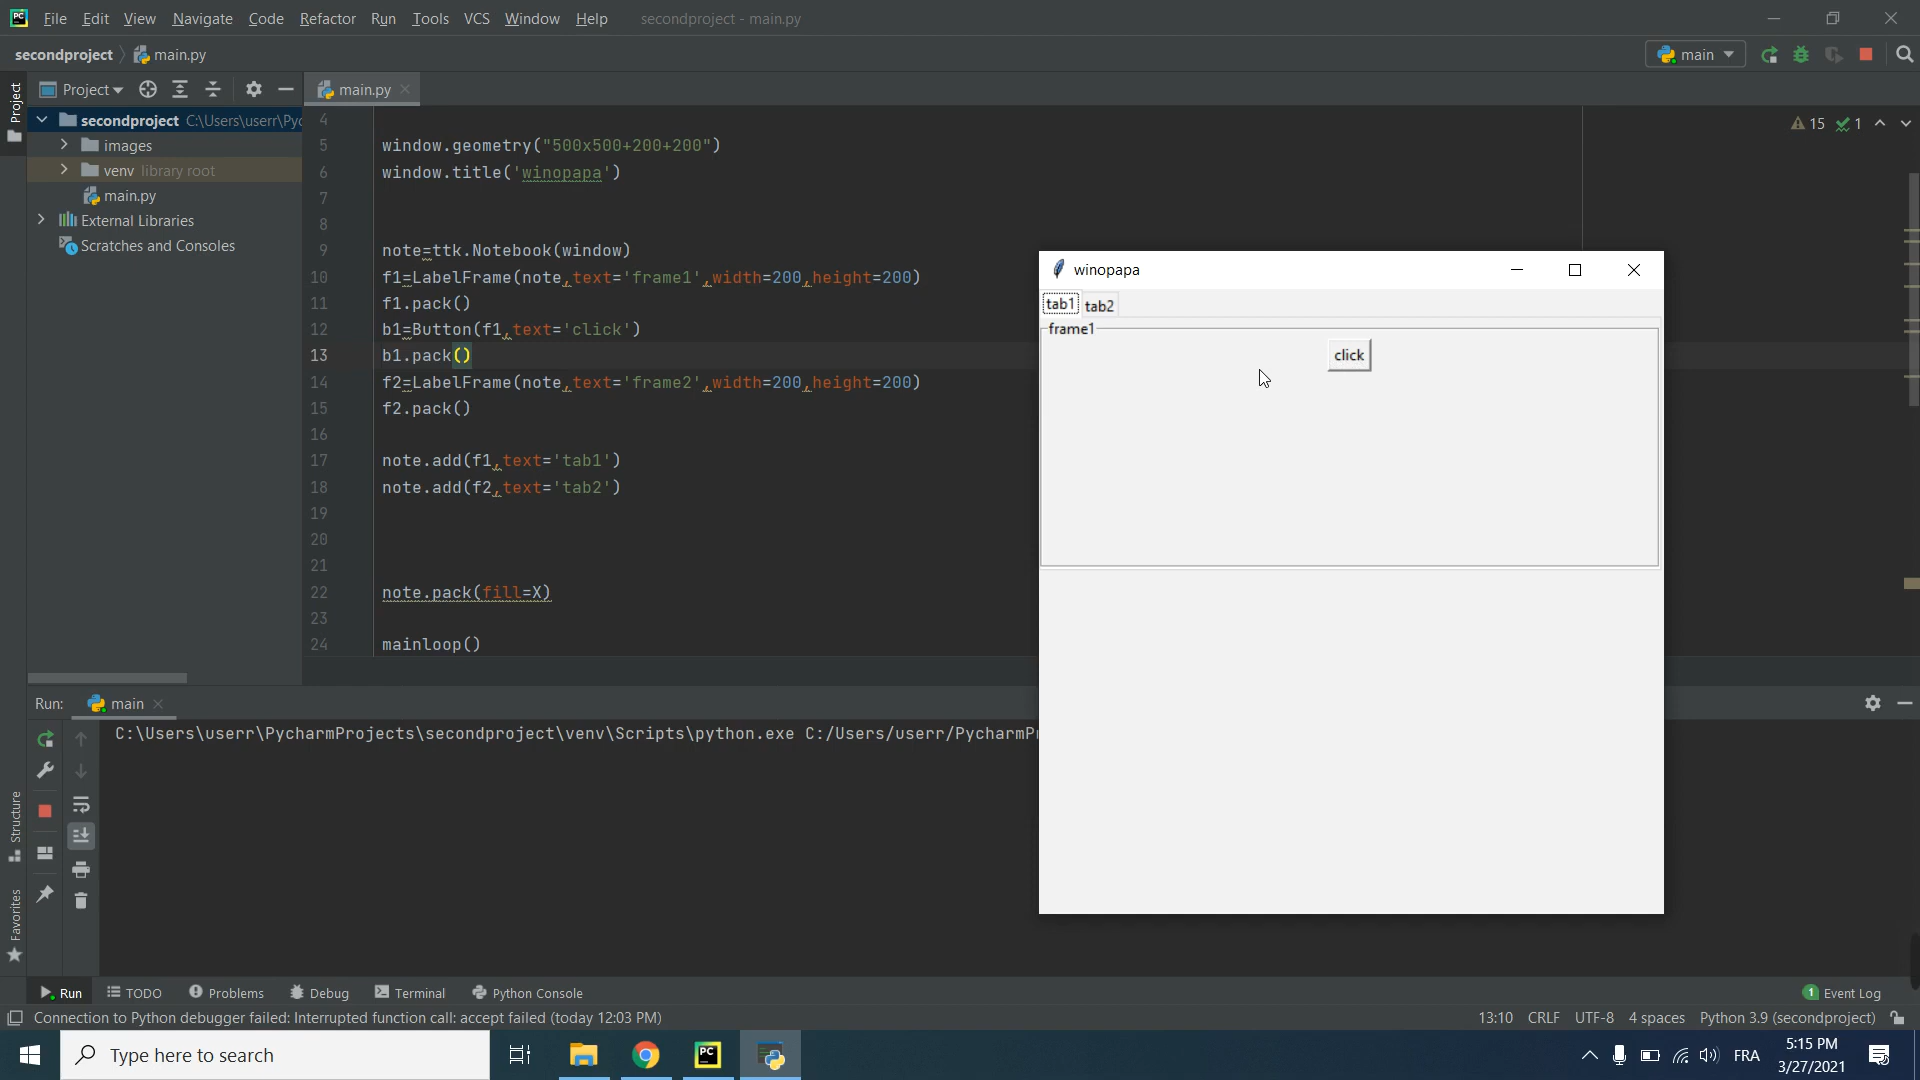 PC File Edit View Navigate Code Refactor Run Tools VCS Window Help secondproject - main.py
secondproject main.py main
Project Project main.py
secondproject C:\Users\userr\Pyc
images
venv library root
main.py
External Libraries
Scratches and Consoles
15 1
4
5 window.geometry("500x500+200+200")
6 window.title('winopapa')
7
8
9 note=ttk.Notebook(window)
10 f1=LabelFrame(note,text='frame1',width=200,height=200)
11 f1.pack()
12 b1=Button(f1,text='click')
13 b1.pack()
14 f2=LabelFrame(note,text='frame2',width=200,height=200)
15 f2.pack()
16
17 note.add(f1,text='tab1')
18 note.add(f2,text='tab2')
19
20
21
22 note.pack(fill=X)
23
24 mainloop()
winopapa
tab1 tab2
frame1
click
Run: main
C:\Users\userr\PycharmProjects\secondproject\venv\Scripts\python.exe C:/Users/userr/PycharmP
Structure
Favorites
Run TODO Problems Debug Terminal Python Console 1 Event Log
Connection to Python debugger failed: Interrupted function call: accept failed (today 12:03 PM) 13:10 CRLF UTF-8 4 spaces Python 3.9 (secondproject)
Type here to search PC FRA 5:15 PM
3/27/2021